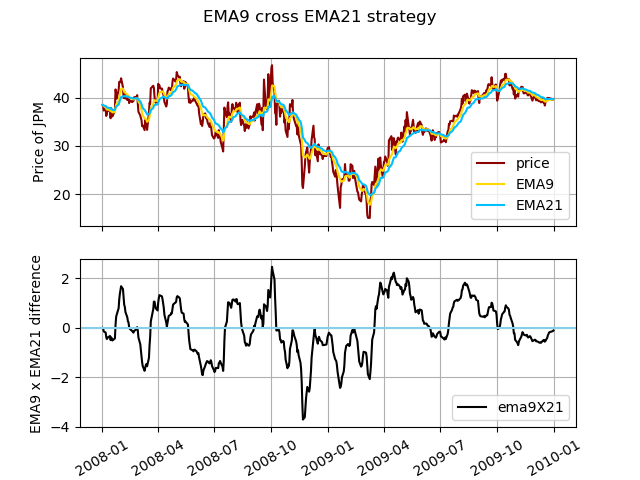 EMA9 cross EMA21 strategy
Price of JPM
40
30
20
price
EMA9
EMA21
EMA9 x EMA21 difference
2
0
−2
−4
ema9X21
2008-01
2008-04
2008-07
2008-10
2009-01
2009-04
2009-07
2009-10
2010-01